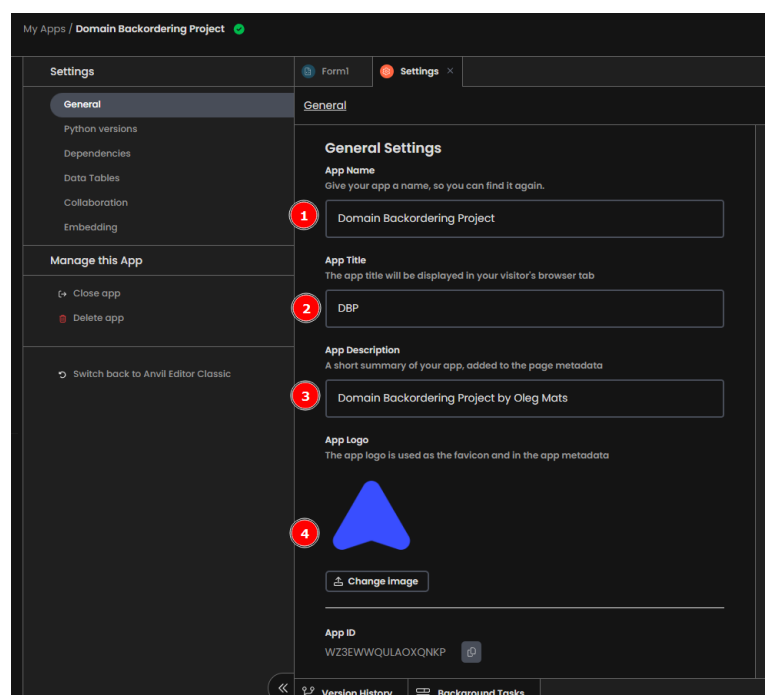 My Apps / Domain Backordering Project
Settings
General
Python versions
Dependencies
Data Tables
Collaboration
Embedding
Manage this App
Close app
Delete app
Switch back to Anvil Editor Classic
Form1
Settings ×
General
General Settings
App Name
Give your app a name, so you can find it again.
1
Domain Backordering Project
App Title
The app title will be displayed in your visitor's browser tab
2
DBP
App Description
A short summary of your app, added to the page metadata
3
Domain Backordering Project by Oleg Mats
App Logo
The app logo is used as the favicon and in the app metadata
4
Change image
App ID
WZ3EWWQULAOXQNKP
Version History
Background Tasks